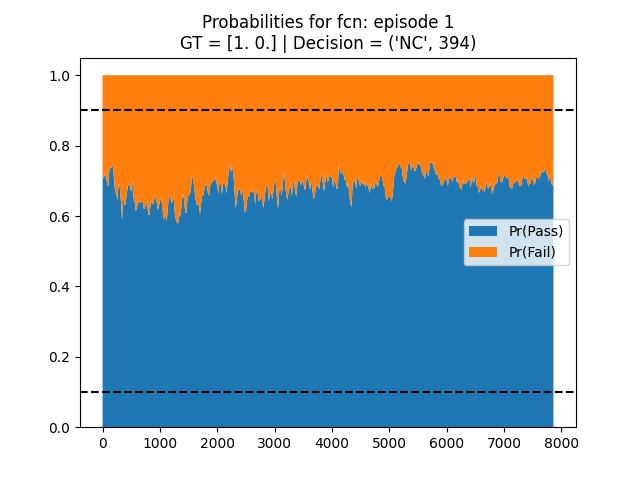 Probabilities for fcn: episode 1
GT = [1. 0.] | Decision = ('NC', 394)
1.0
0.8
0.6
0.4
0.2
0.0
Pr(Pass)
Pr(Fail)
0 1000 2000 3000 4000 5000 6000 7000 8000